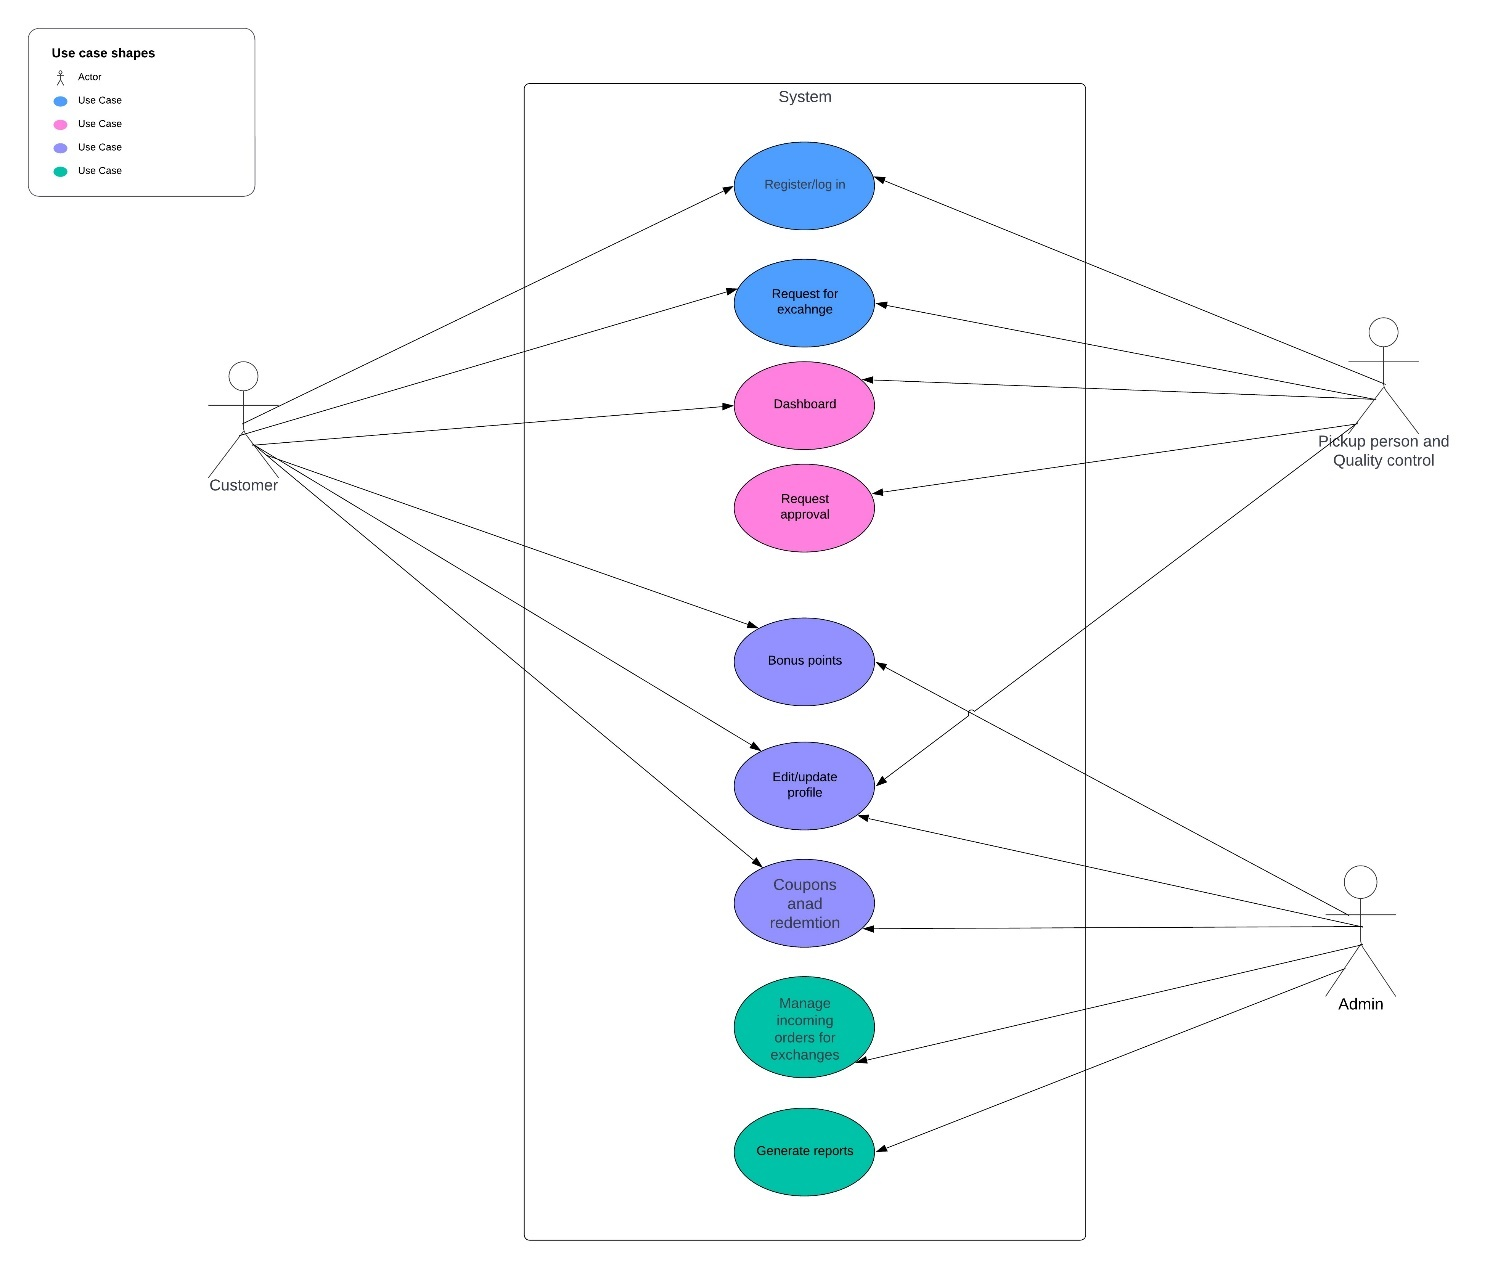 Use case shapes
Actor
Use Case
Use Case
Use Case
Use Case
System
Register/log in
Request for
excahnge
Dashboard
Request
approval
Bonus points
Edit/update
profile
Coupons
anad
redemtion
Manage
incoming
orders for
exchanges
Generate reports
Customer
Pickup person and
Quality control
Admin